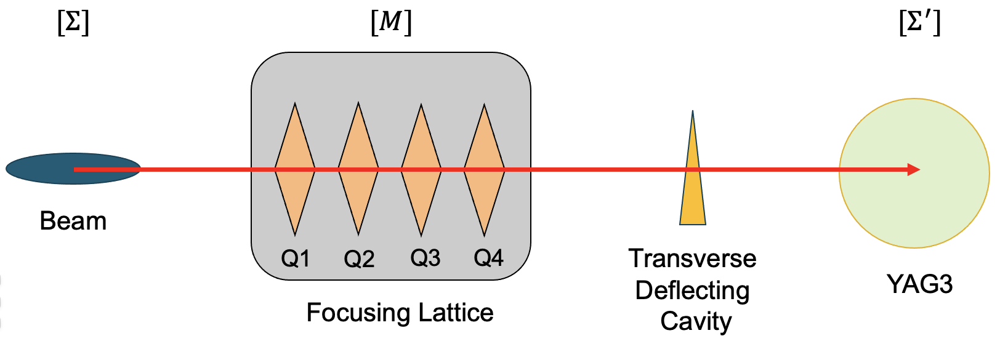 [Σ]
[M]
[Σ′]
Beam
Q1
Q2
Q3
Q4
Focusing Lattice
Transverse
Deflecting
Cavity
YAG3